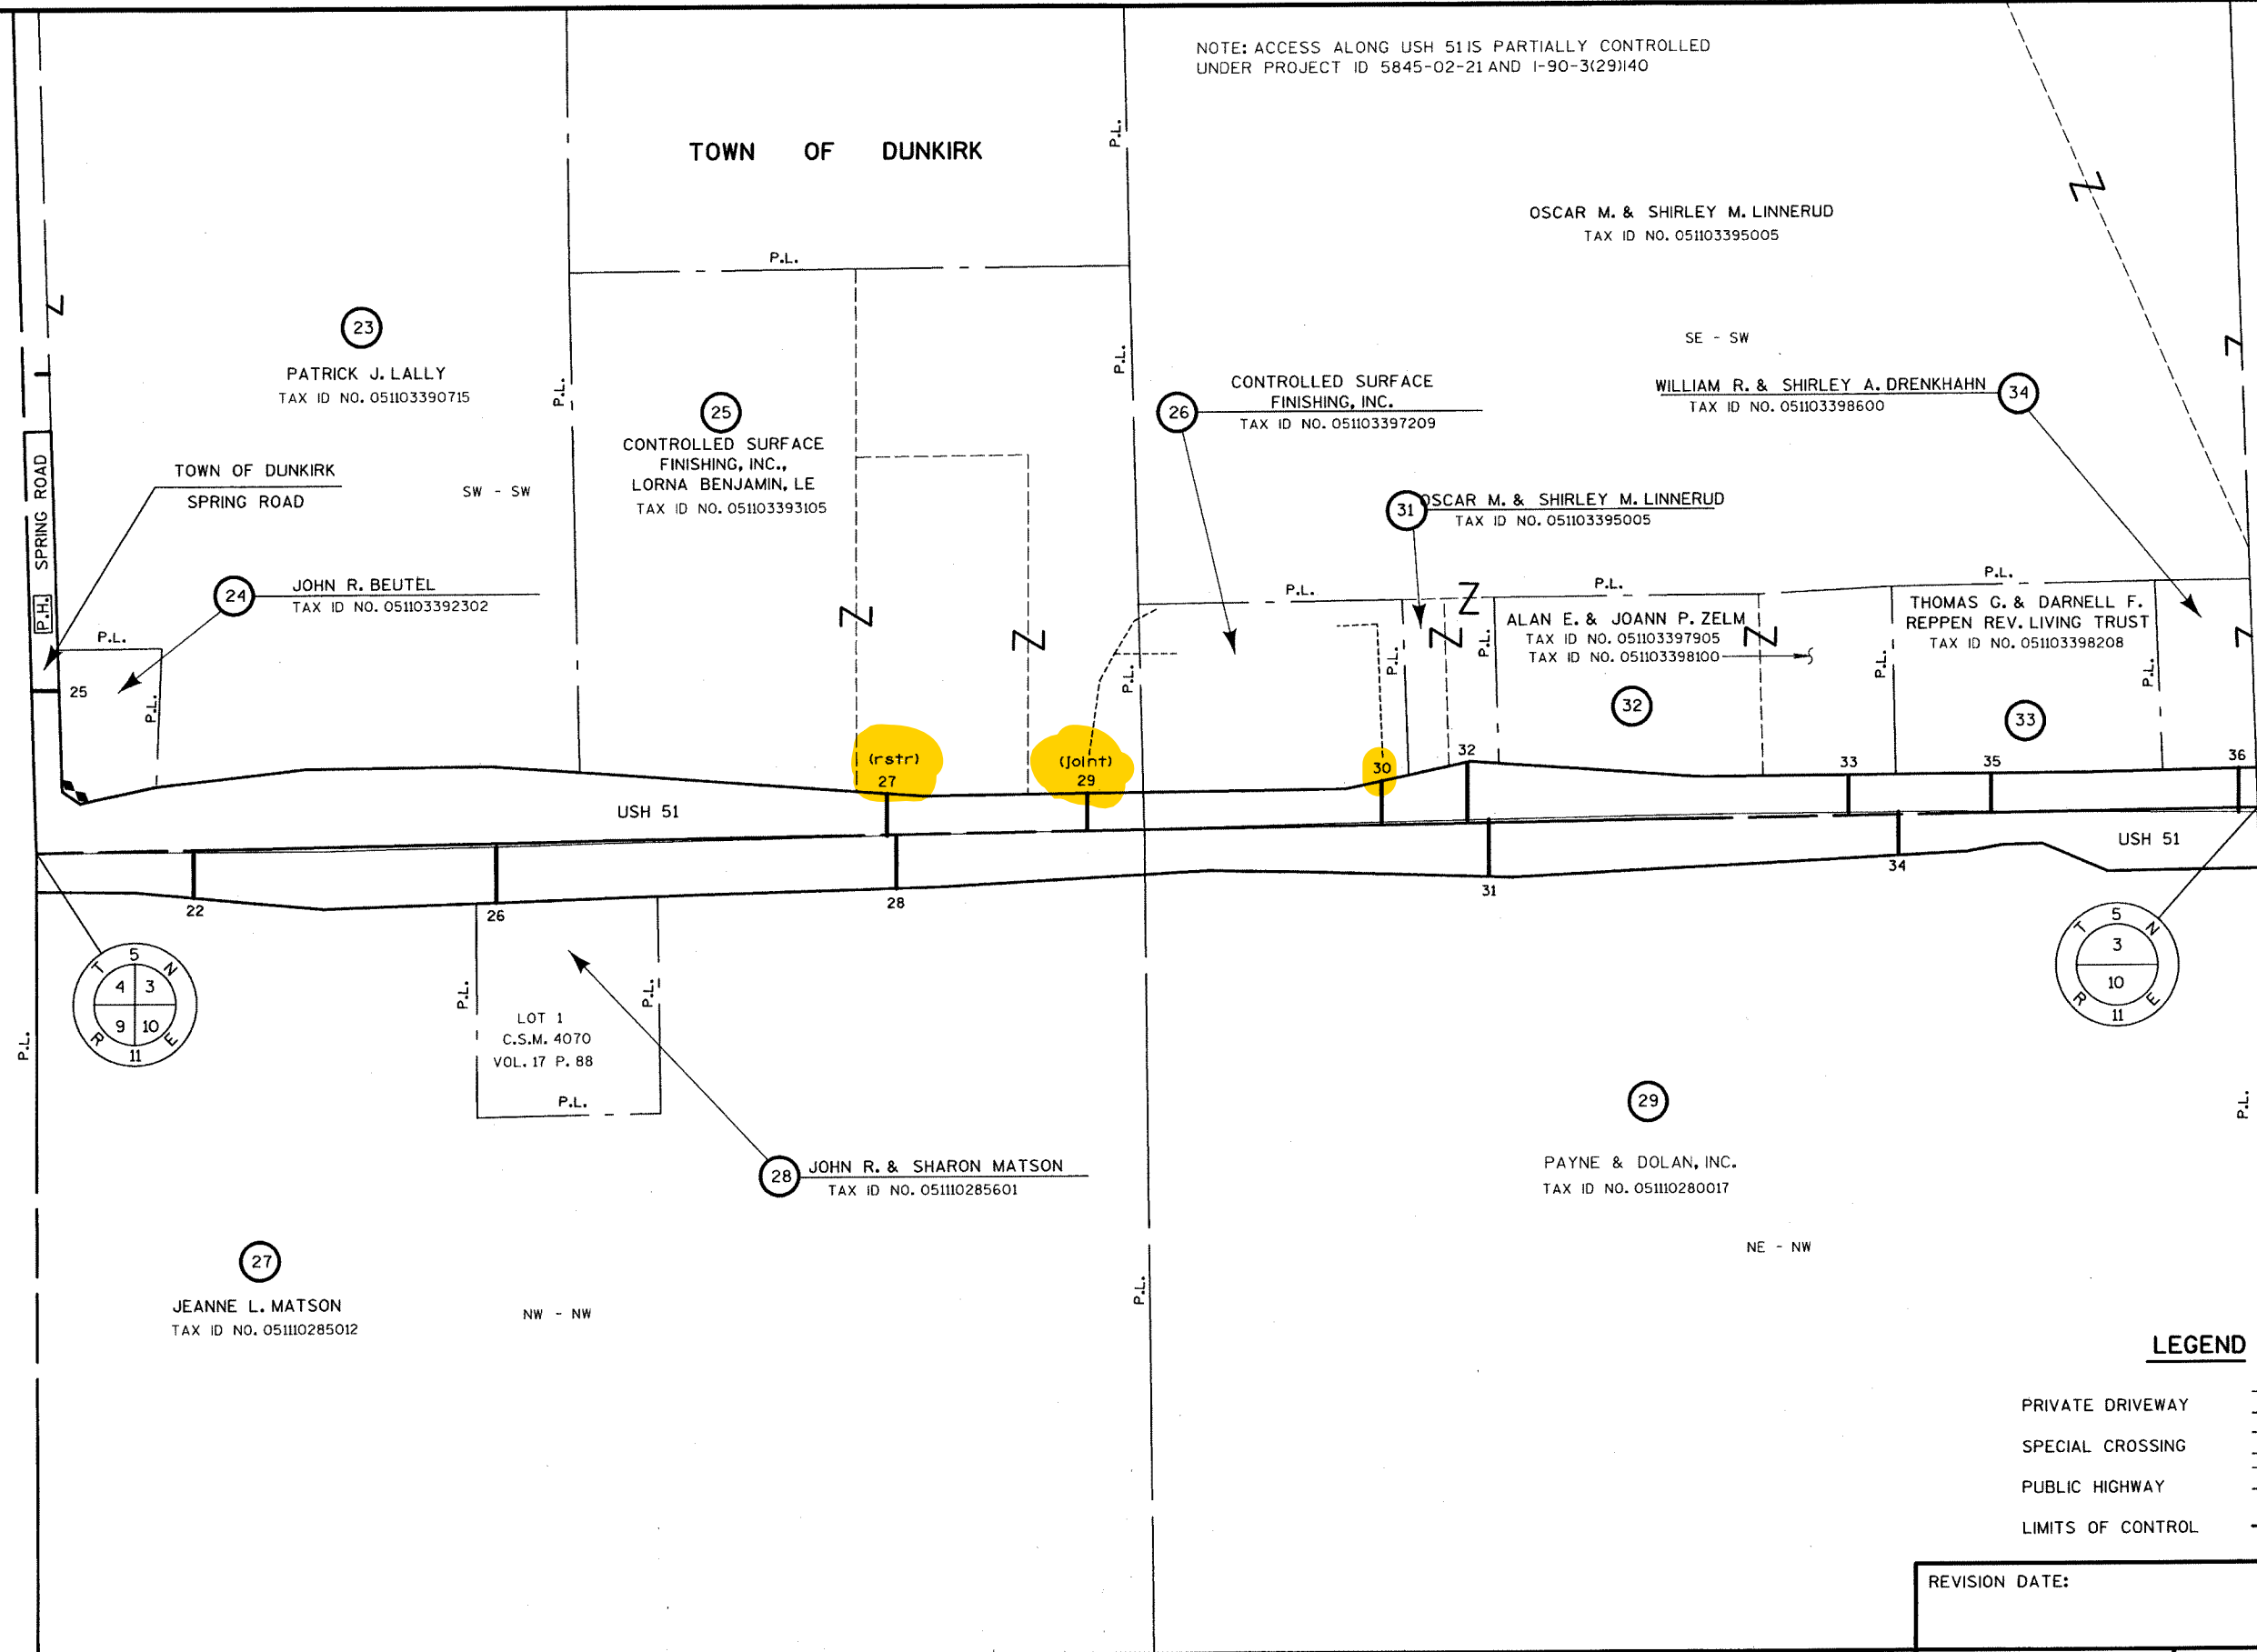 NOTE: ACCESS ALONG USH 51 IS PARTIALLY CONTROLLED
UNDER PROJECT ID 5845-02-21 AND I-90-3(29)140
TOWN OF DUNKIRK
P.L.
OSCAR M. & SHIRLEY M. LINNERUD
TAX ID NO. 051103395005
P.L.
23
PATRICK J. LALLY
TAX ID NO. 051103390715
SE - SW
P.L.
P.L.
25
CONTROLLED SURFACE
FINISHING, INC.,
LORNA BENJAMIN, LE
TAX ID NO. 051103393105
26
CONTROLLED SURFACE
FINISHING, INC.
TAX ID NO. 051103397209
WILLIAM R. & SHIRLEY A. DRENKHAHN
TAX ID NO. 051103398600
34
TOWN OF DUNKIRK
SPRING ROAD
SW - SW
31
OSCAR M. & SHIRLEY M. LINNERUD
TAX ID NO. 051103395005
P.H. SPRING ROAD
24
JOHN R. BEUTEL
TAX ID NO. 051103392302
P.L.
P.L.
P.L.
P.L.
ALAN E. & JOANN P. ZELM
TAX ID NO. 051103397905
TAX ID NO. 051103398100
THOMAS G. & DARNELL F.
REPPEN REV. LIVING TRUST
TAX ID NO. 051103398208
P.L.
P.L.
P.L.
P.L.
P.L.
P.L.
25
32
33
(rstr)
27
(joint)
29
30
32
33
35
36
USH 51
USH 51
22
26
28
31
34
T 5 N
4 3
9 10
R 11 E
T 5 N
3
10
R 11 E
P.L.
P.L.
P.L.
LOT 1
C.S.M. 4070
VOL. 17 P. 88
P.L.
P.L.
29
PAYNE & DOLAN, INC.
TAX ID NO. 051110280017
28
JOHN R. & SHARON MATSON
TAX ID NO. 051110285601
NE - NW
27
JEANNE L. MATSON
TAX ID NO. 051110285012
NW - NW
P.L.
LEGEND
PRIVATE DRIVEWAY
SPECIAL CROSSING
PUBLIC HIGHWAY
LIMITS OF CONTROL
REVISION DATE: